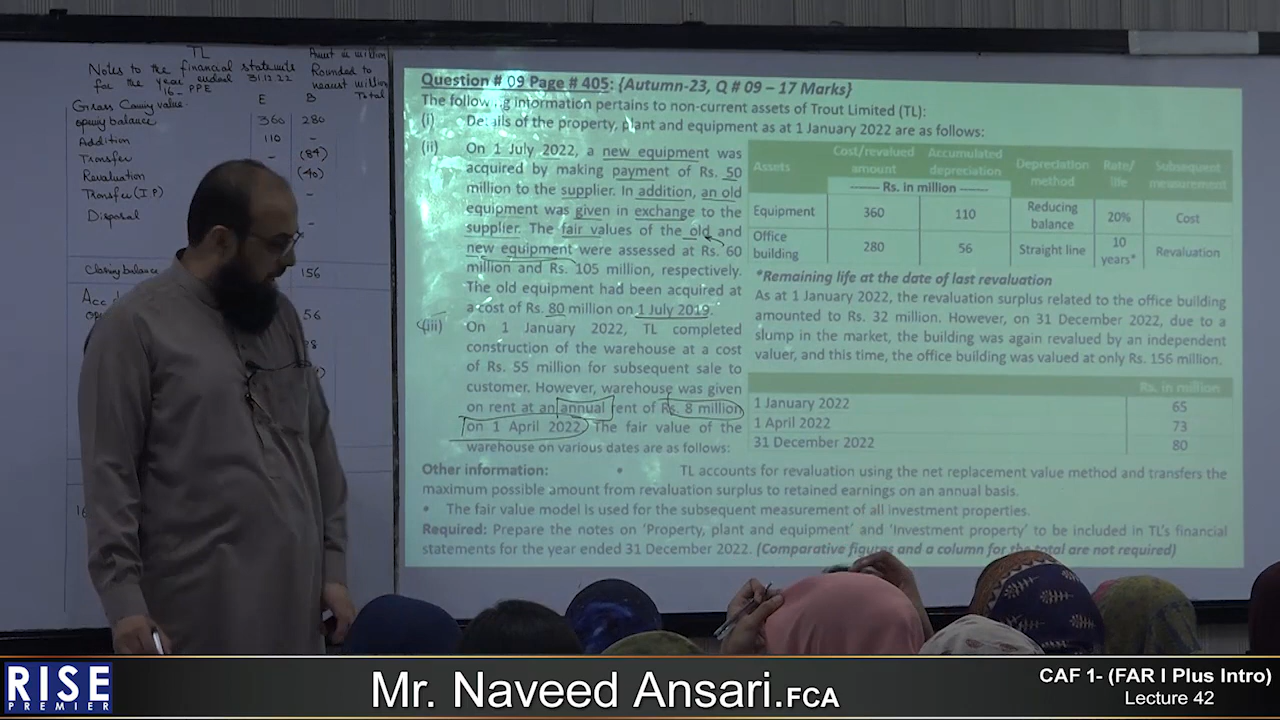 TL
Notes to the financial statements
for the year ended 31.12.22
16- PPE
Rounded to
nearest million
Total
E B
opening balance 360 280
Addition 110 -
Transfer - (84)
Revaluation (40)
Transfer (I P) -
Disposal -
Closing balance 156
56
Question # 09 Page # 405: {Autumn-23, Q # 09 – 17 Marks}
The following information pertains to non-current assets of Trout Limited (TL):
(i) Details of the property, plant and equipment as at 1 January 2022 are as follows:
(ii) On 1 July 2022, a new equipment was
acquired by making payment of Rs. 50
million to the supplier. In addition, an old
equipment was given in exchange to the
supplier. The fair values of the old and
new equipment were assessed at Rs. 60
million and Rs. 105 million, respectively.
The old equipment had been acquired at
a cost of Rs. 80 million on 1 July 2019.
(iii) On 1 January 2022, TL completed
construction of the warehouse at a cost
of Rs. 55 million for subsequent sale to
customer. However, warehouse was given
on rent at an annual rent of Rs. 8 million
on 1 April 2022. The fair value of the
warehouse on various dates are as follows:
Assets Cost/revalued amount Accumulated depreciation Depreciation method Rate/ life Subsequent measurement
------- Rs. in million -------
Equipment 360 110 Reducing balance 20% Cost
Office building 280 56 Straight line 10 years* Revaluation
*Remaining life at the date of last revaluation
As at 1 January 2022, the revaluation surplus related to the office building
amounted to Rs. 32 million. However, on 31 December 2022, due to a
slump in the market, the building was again revalued by an independent
valuer, and this time, the office building was valued at only Rs. 156 million.
Rs. in million
1 January 2022 65
1 April 2022 73
31 December 2022 80
Other information: • TL accounts for revaluation using the net replacement value method and transfers the
maximum possible amount from revaluation surplus to retained earnings on an annual basis.
• The fair value model is used for the subsequent measurement of all investment properties.
Required: Prepare the notes on 'Property, plant and equipment' and 'Investment property' to be included in TL's financial
statements for the year ended 31 December 2022. (Comparative figures and a column for the total are not required)
RISE
PREMIER
Mr. Naveed Ansari.FCA
CAF 1- (FAR I Plus Intro)
Lecture 42